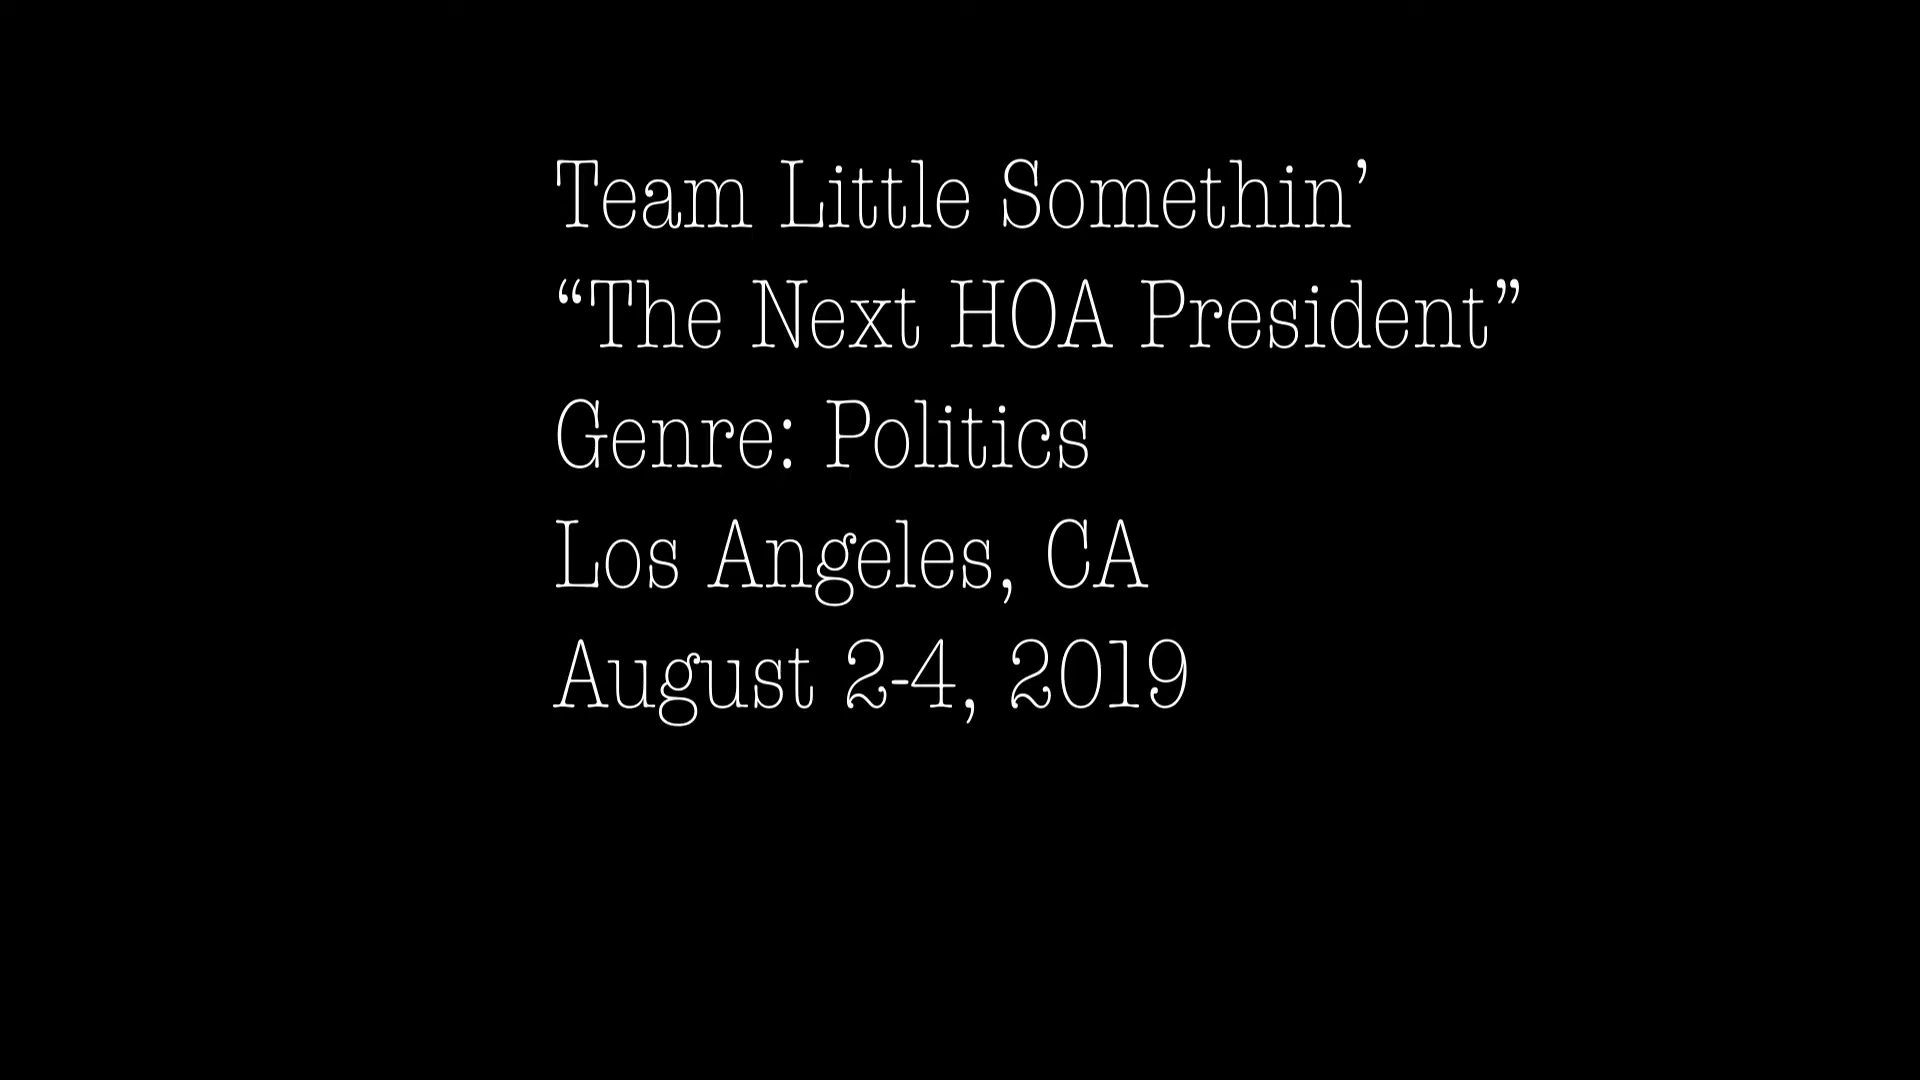 Team Little Somethin’
“The Next HOA President”
Genre: Politics
Los Angeles, CA
August 2-4, 2019